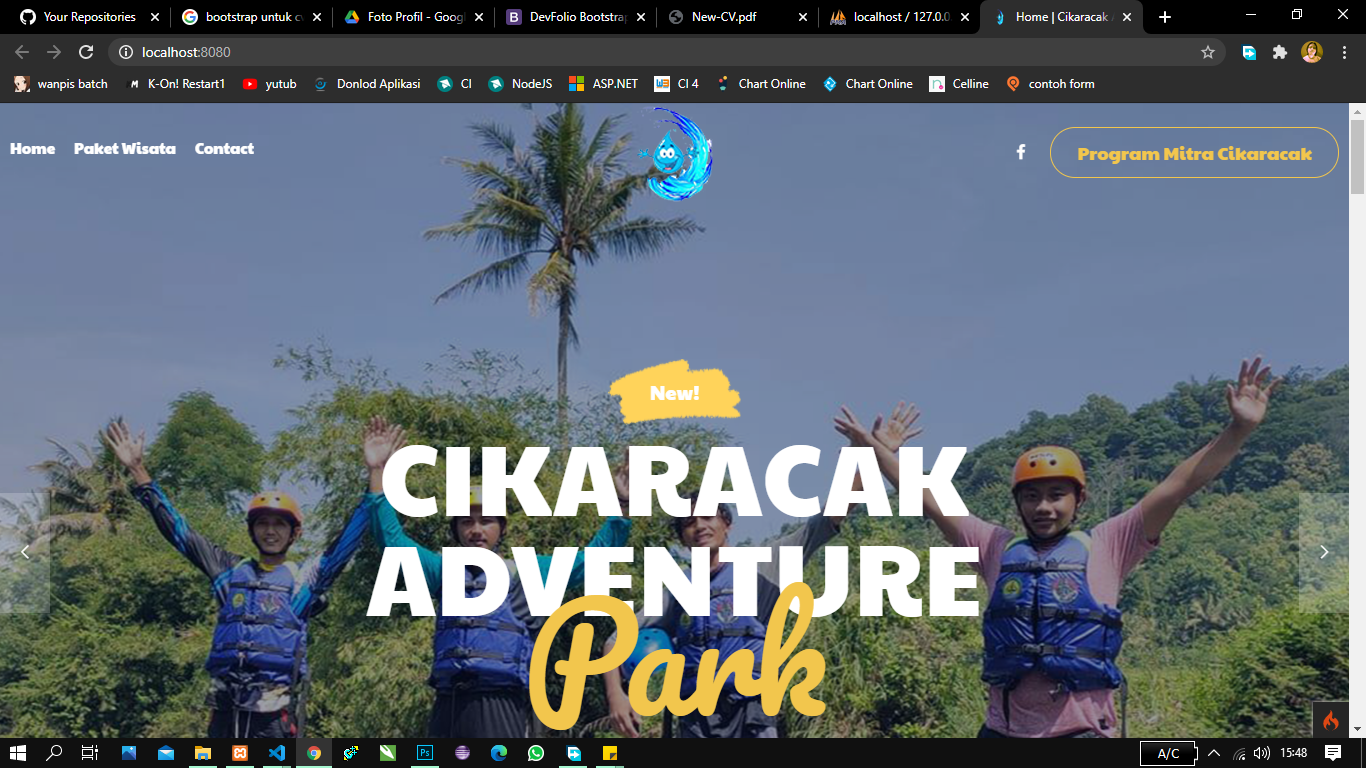 Your Repositories
bootstrap untuk c
Foto Profil - Goog
DevFolio Bootstrap
New-CV.pdf
localhost / 127.0.0
Home | Cikaracak
localhost:8080
wanpis batch
K-On! Restart1
yutub
Donlod Aplikasi
CI
NodeJS
ASP.NET
CI 4
Chart Online
Chart Online
Celline
contoh form
Home
Paket Wisata
Contact
Program Mitra Cikaracak
New!
CIKARACAK
ADVENTURE
Park
A/C
15:48